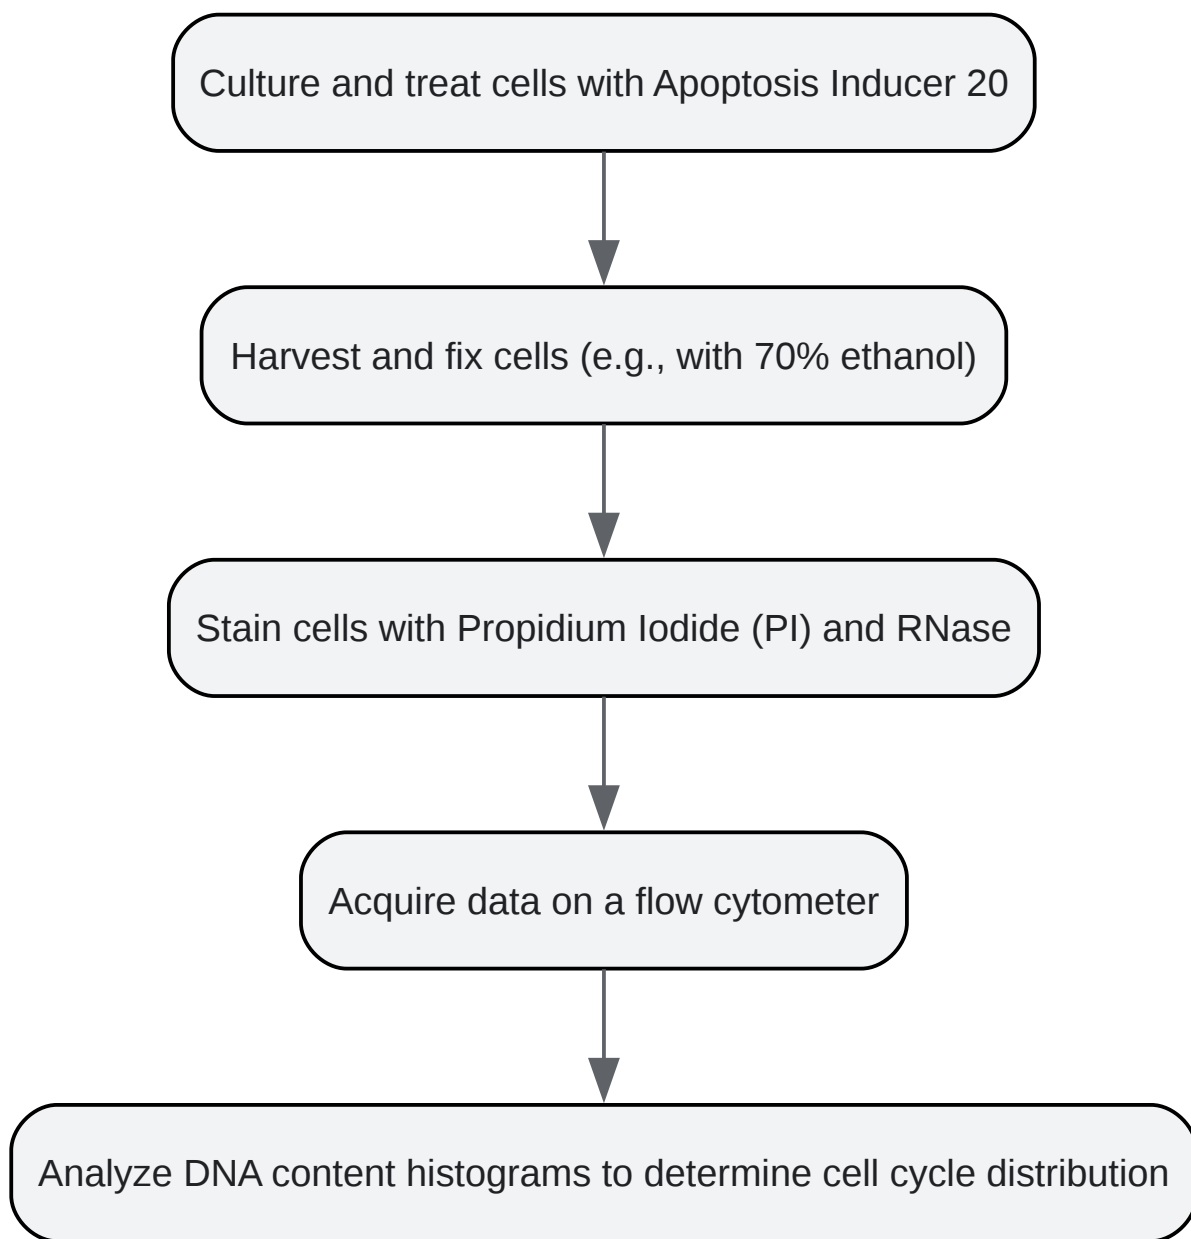 Culture and treat cells with Apoptosis Inducer 20
Harvest and fix cells (e.g., with 70% ethanol)
Stain cells with Propidium Iodide (PI) and RNase
Acquire data on a flow cytometer
Analyze DNA content histograms to determine cell cycle distribution